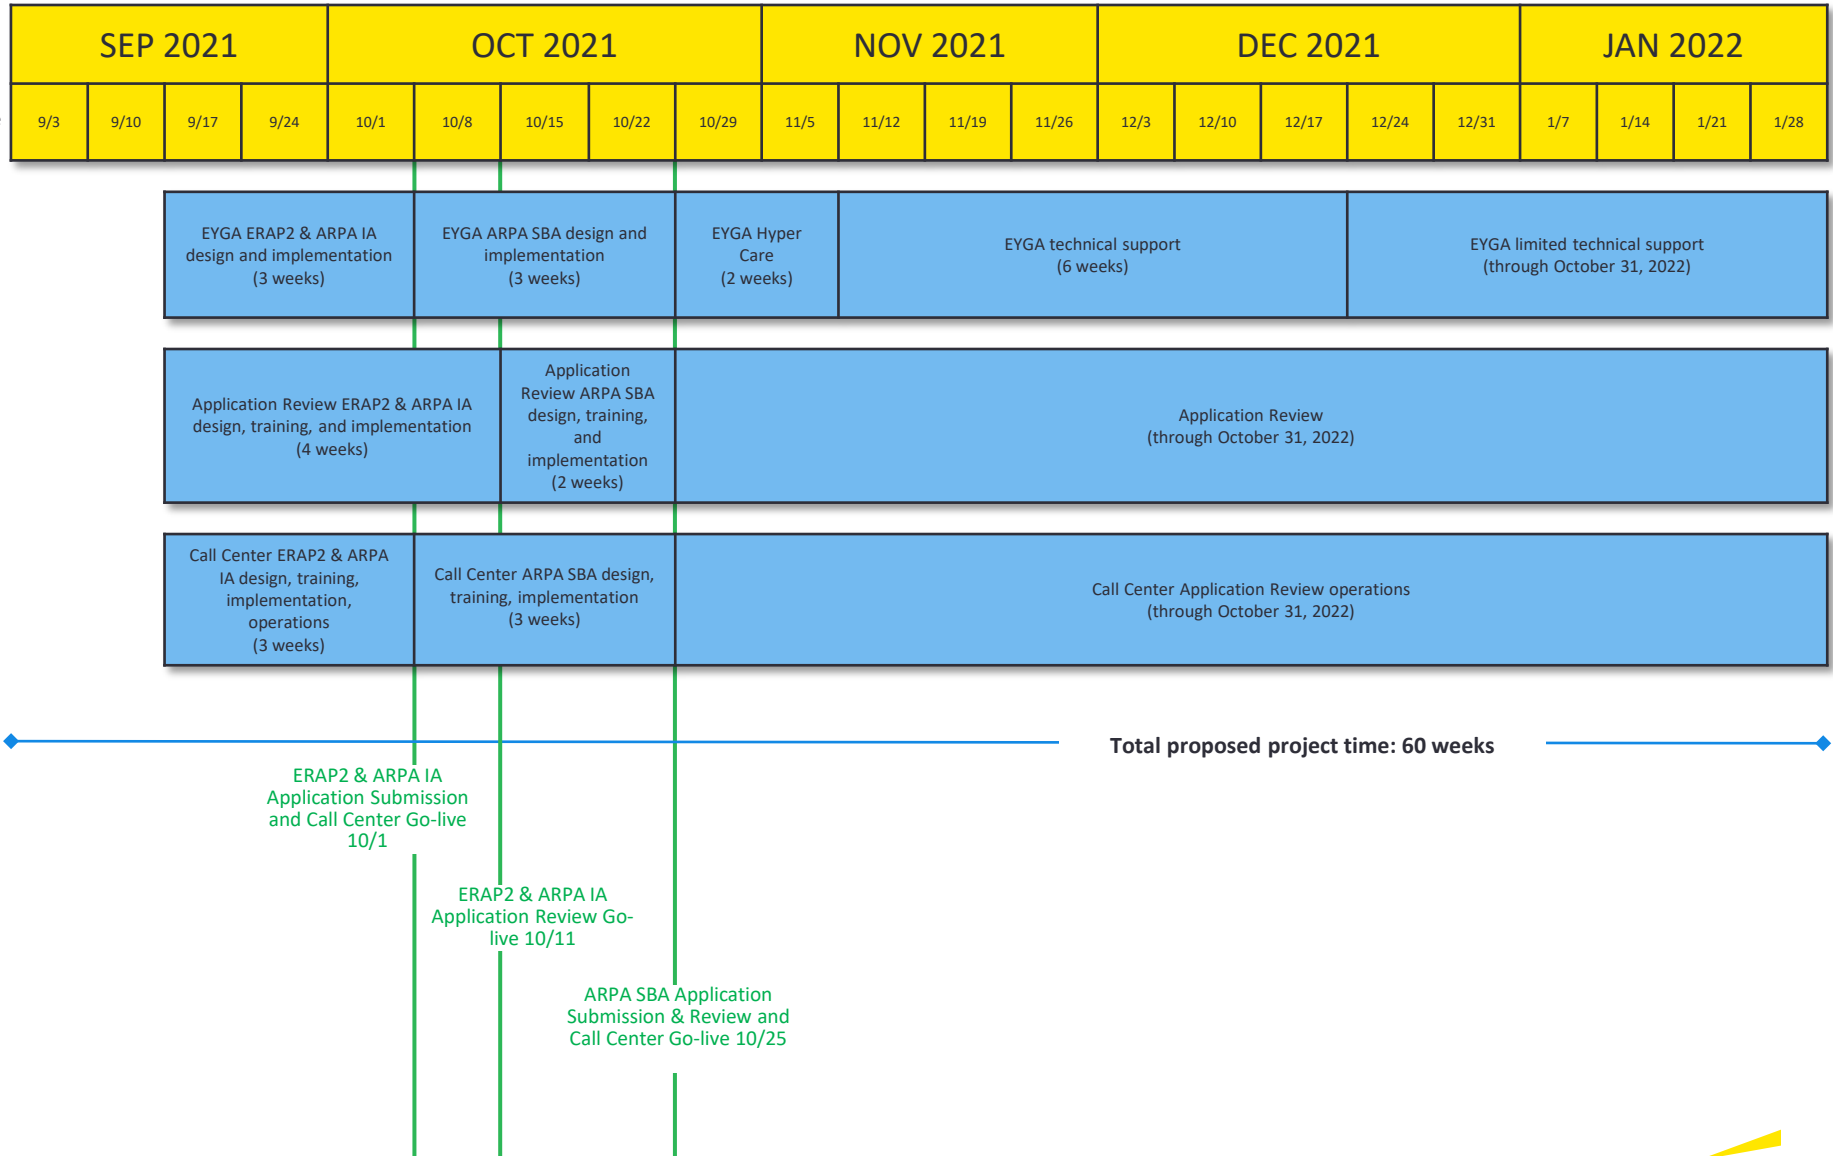 SEP 2021 OCT 2021 NOV 2021 DEC 2021 JAN 2022
9/3 9/10 9/17 9/24 10/1 10/8 10/15 10/22 10/29 11/5 11/12 11/19 11/26 12/3 12/10 12/17 12/24 12/31 1/7 1/14 1/21 1/28
EYGA ERAP2 & ARPA IA
design and implementation
(3 weeks)
EYGA ARPA SBA design and
implementation
(3 weeks)
EYGA Hyper
Care
(2 weeks)
EYGA technical support
(6 weeks)
EYGA limited technical support
(through October 31, 2022)
Application Review ERAP2 & ARPA IA
design, training, and implementation
(4 weeks)
Application
Review ARPA SBA
design, training,
and
implementation
(2 weeks)
Application Review
(through October 31, 2022)
Call Center ERAP2 & ARPA
IA design, training,
implementation,
operations
(3 weeks)
Call Center ARPA SBA design,
training, implementation
(3 weeks)
Call Center Application Review operations
(through October 31, 2022)
Total proposed project time: 60 weeks
ERAP2 & ARPA IA
Application Submission
and Call Center Go-live
10/1
ERAP2 & ARPA IA
Application Review Go-
live 10/11
ARPA SBA Application
Submission & Review and
Call Center Go-live 10/25